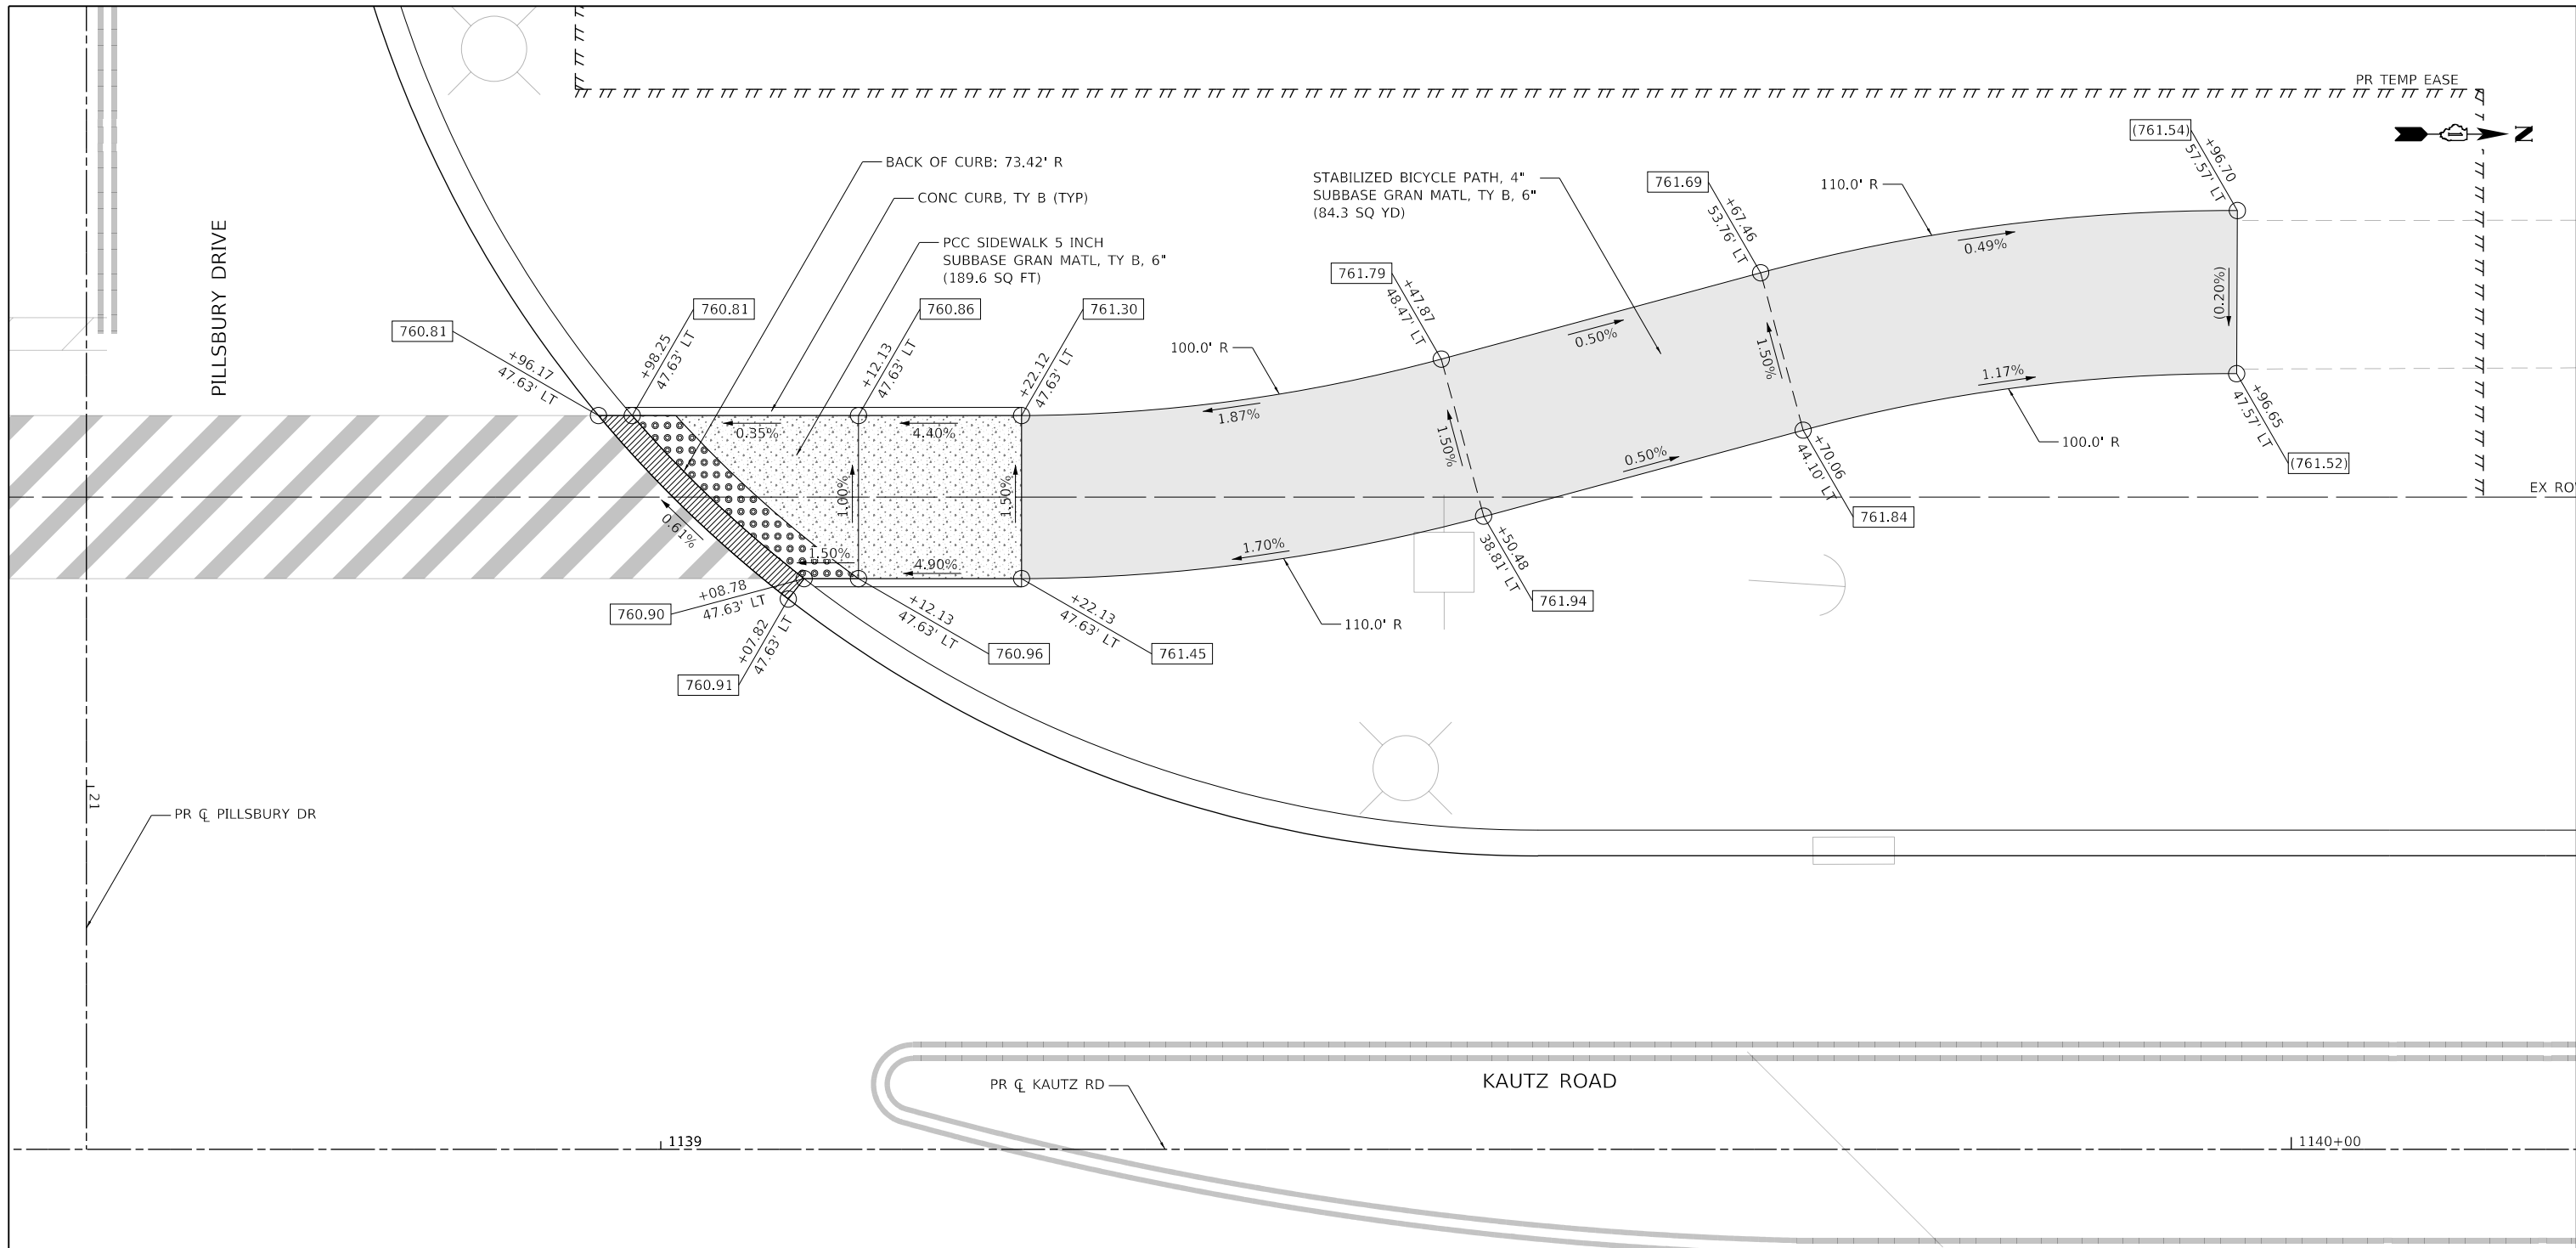 PR TEMP EASE
N
(761.54)
+96.70
57.57' LT
BACK OF CURB: 73.42' R
CONC CURB, TY B (TYP)
STABILIZED BICYCLE PATH, 4"
SUBBASE GRAN MATL, TY B, 6"
(84.3 SQ YD)
761.69
+67.46
53.76' LT
110.0' R
0.49%
PCC SIDEWALK 5 INCH
SUBBASE GRAN MATL, TY B, 6"
(189.6 SQ FT)
PILLSBURY DRIVE
761.79
+47.87
48.47' LT
(0.20%)
760.81
+96.17
47.63' LT
760.81
+98.25
47.63' LT
760.86
+12.13
47.63' LT
761.30
+22.12
47.63' LT
100.0' R
0.50%
1.50%
1.17%
+96.65
47.57' LT
(761.52)
1.87%
0.35%
4.40%
1.50%
0.50%
+70.06
44.10' LT
761.84
100.0' R
1.00%
1.50%
EX RO
0.61%
1.50%
4.90%
1.70%
+50.48
38.81' LT
761.94
110.0' R
+08.78
47.63' LT
760.90
+12.13
47.63' LT
760.96
+22.13
47.63' LT
761.45
+07.82
47.63' LT
760.91
21
PR ℄ PILLSBURY DR
PR ℄ KAUTZ RD
KAUTZ ROAD
1139
1140+00